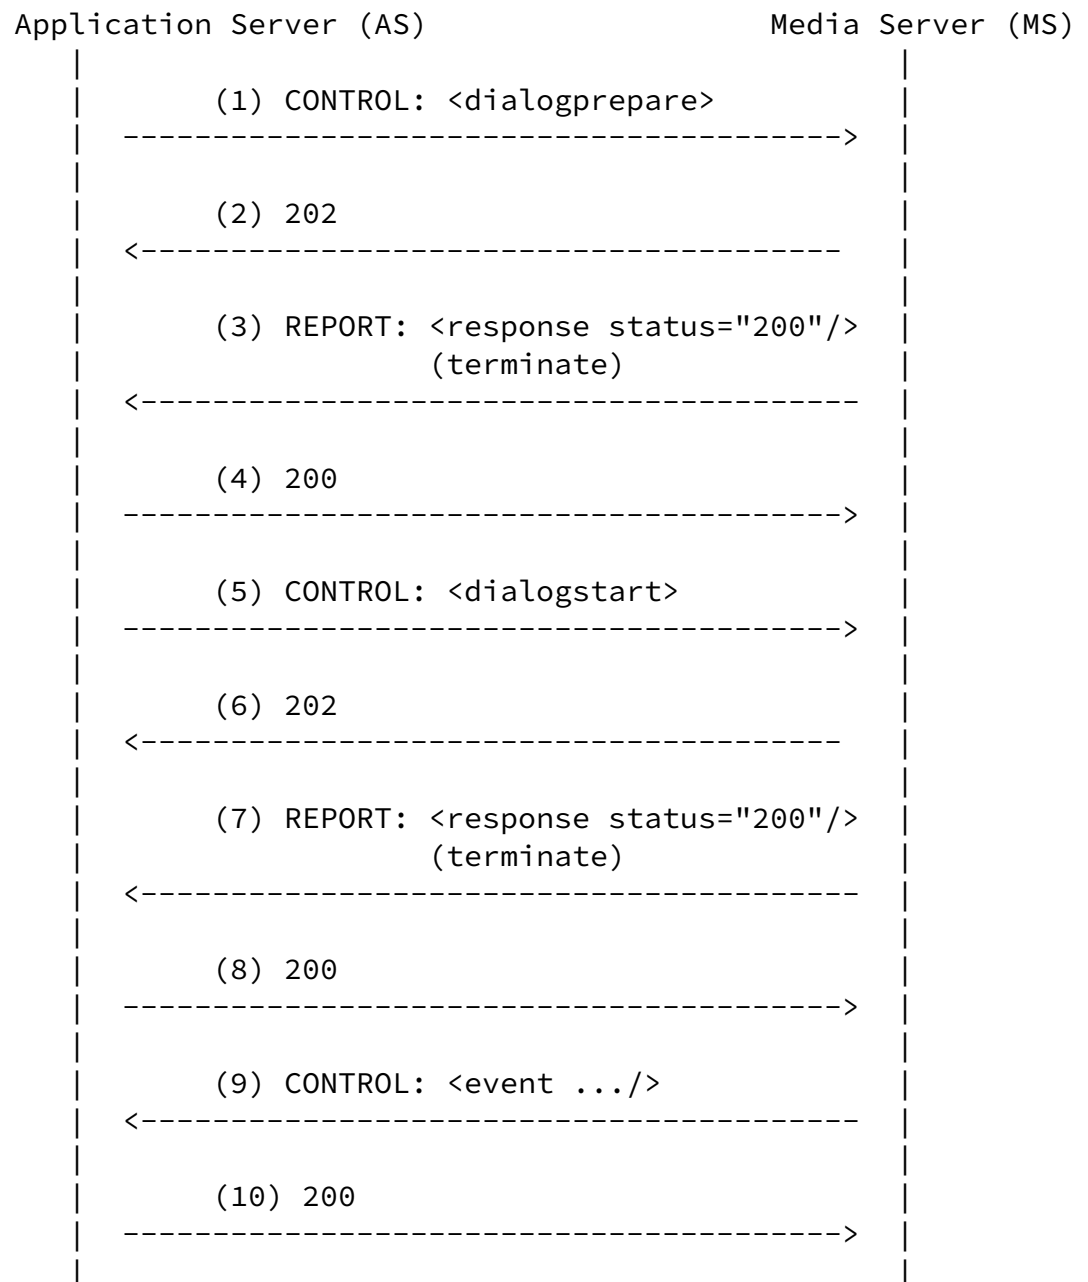 Application Server (AS) Media Server (MS)
(1) CONTROL: <dialogprepare>
(2) 202
(3) REPORT: <response status="200"/>
(terminate)
(4) 200
(5) CONTROL: <dialogstart>
(6) 202
(7) REPORT: <response status="200"/>
(terminate)
(8) 200
(9) CONTROL: <event .../>
(10) 200